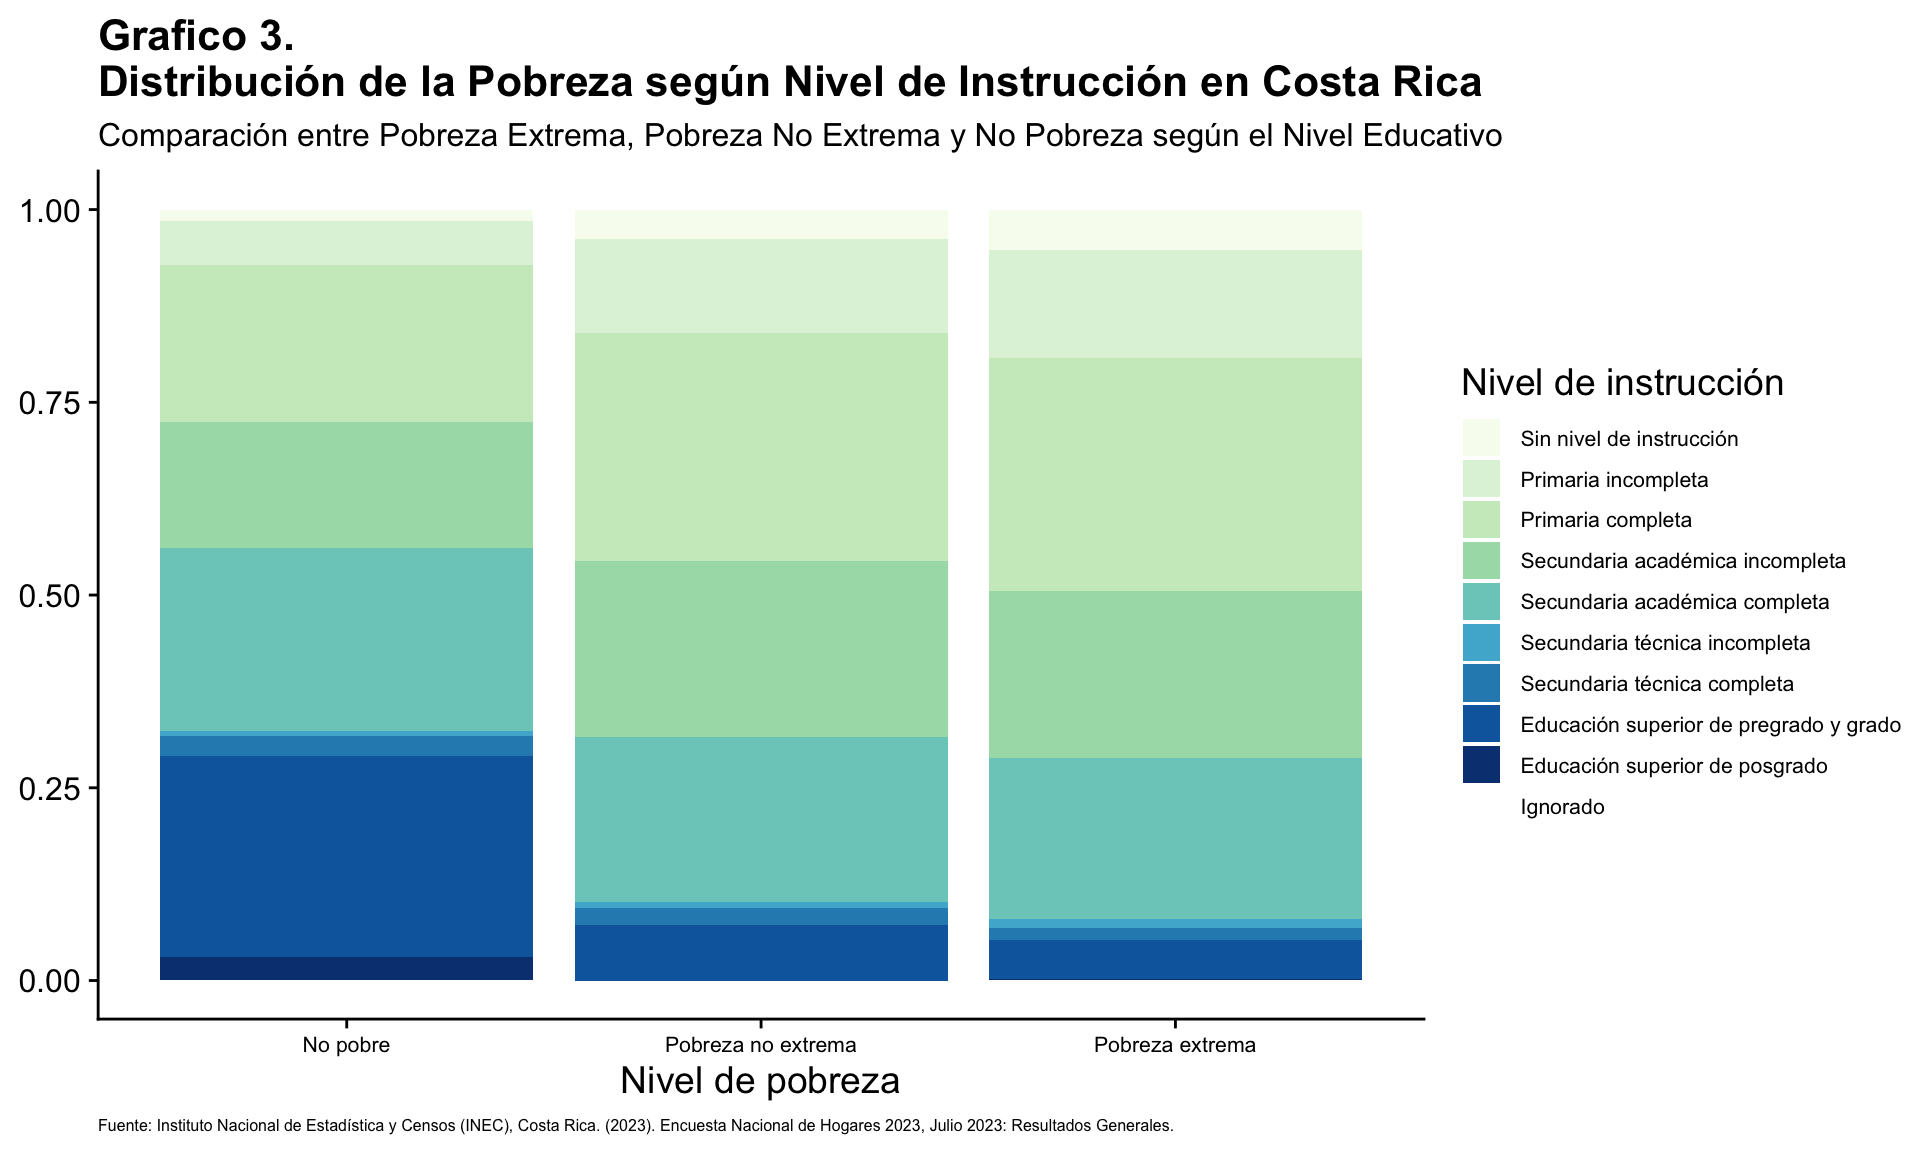 Grafico 3.
Distribución de la Pobreza según Nivel de Instrucción en Costa Rica
Comparación entre Pobreza Extrema, Pobreza No Extrema y No Pobreza según el Nivel Educativo
1.00
0.75
0.50
0.25
0.00
No pobre
Pobreza no extrema
Pobreza extrema
Nivel de pobreza
Nivel de instrucción
Sin nivel de instrucción
Primaria incompleta
Primaria completa
Secundaria académica incompleta
Secundaria académica completa
Secundaria técnica incompleta
Secundaria técnica completa
Educación superior de pregrado y grado
Educación superior de posgrado
Ignorado
Fuente: Instituto Nacional de Estadística y Censos (INEC), Costa Rica. (2023). Encuesta Nacional de Hogares 2023, Julio 2023: Resultados Generales.